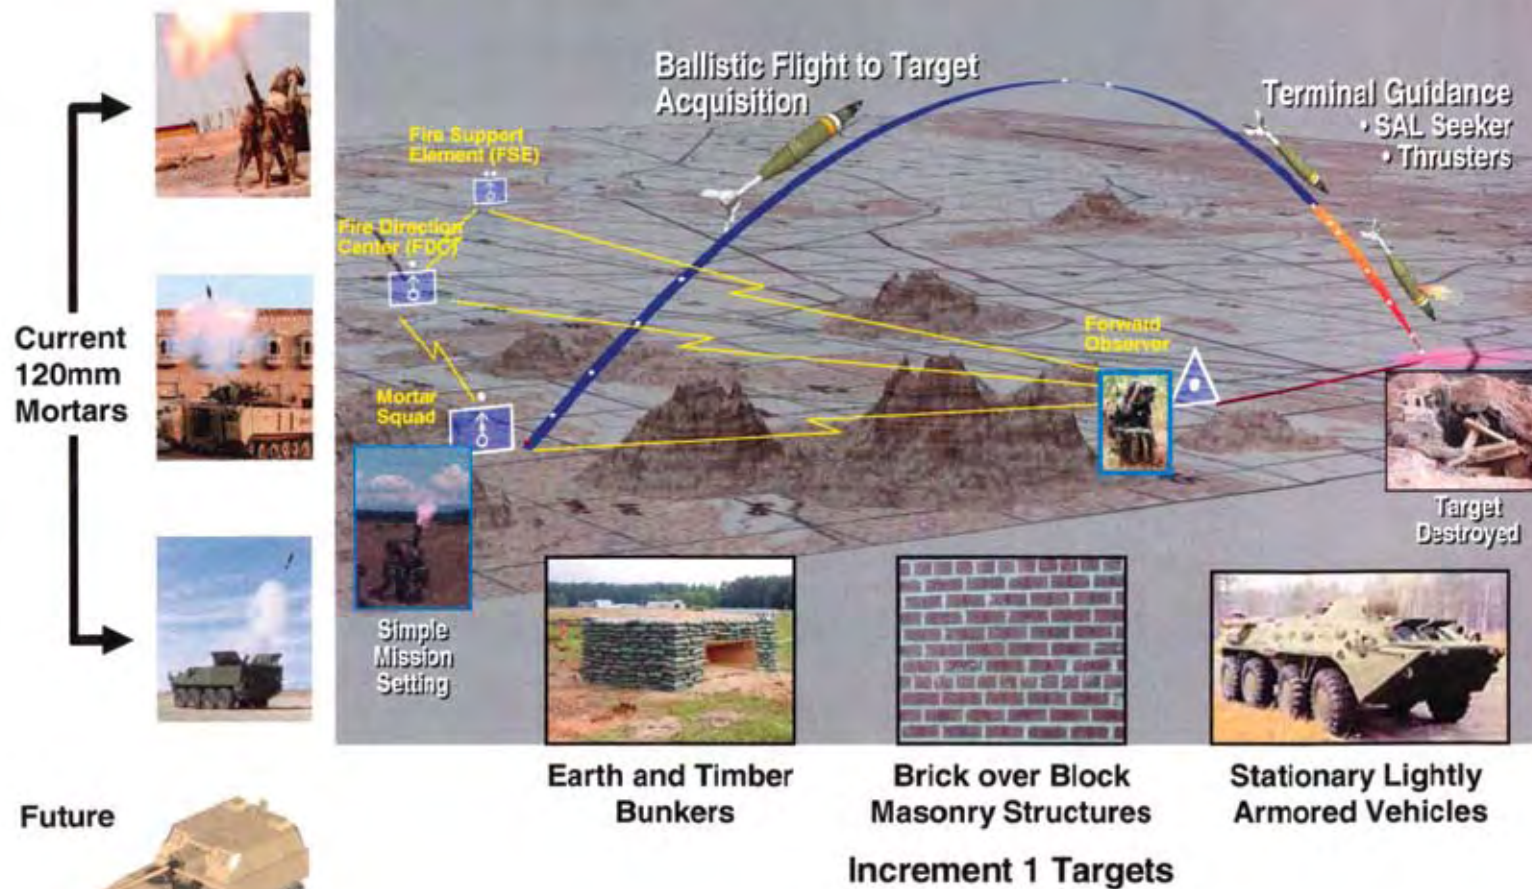 Current
120mm
Mortars
Future
Ballistic Flight to Target
Acquisition
Terminal Guidance
• SAL Seeker
• Thrusters
Fire Support
Element (FSE)
Fire Direction
Center (FDC)
Forward
Observer
Mortar
Squad
Simple
Mission
Setting
Target
Destroyed
Earth and Timber
Bunkers
Brick over Block
Masonry Structures
Stationary Lightly
Armored Vehicles
Increment 1 Targets